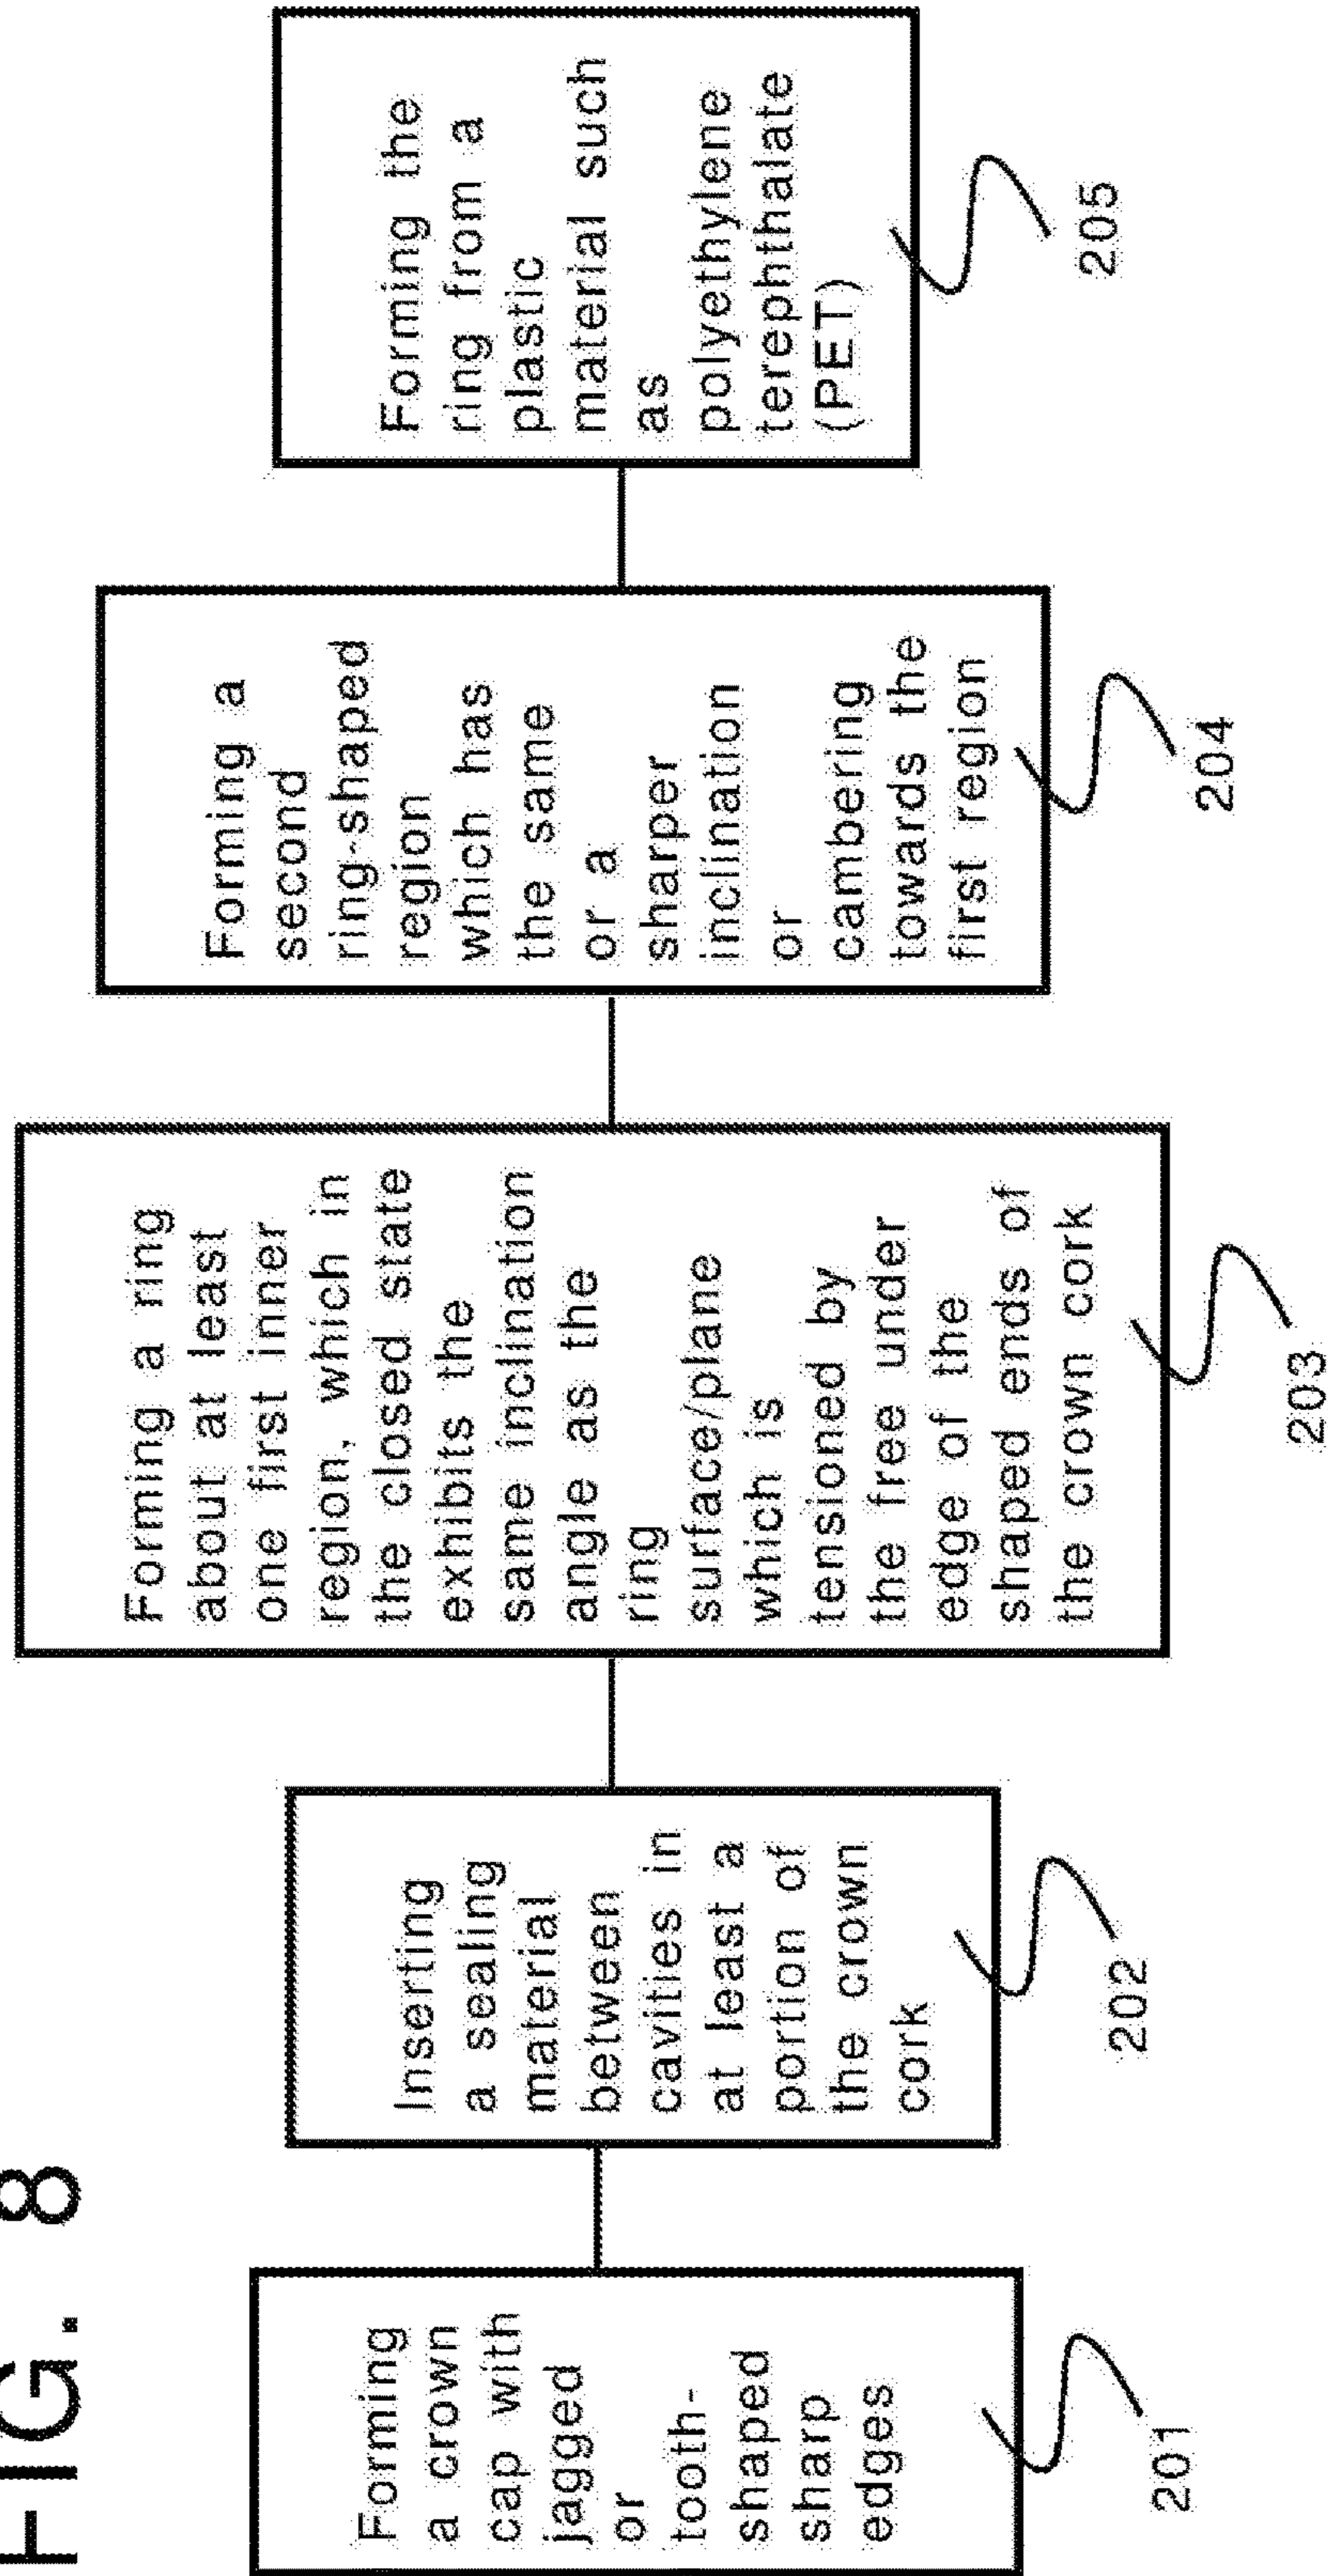 FIG. 8
Forming
a crown
cap with
jagged
or
tooth-
shaped
sharp
edges
201
Inserting
a sealing
material
between
cavities in
at least a
portion of
the crown
cork
202
Forming a ring
about at least
one first inner
region, which in
the closed state
exhibits the
same inclination
angle as the
ring
surface/plane
which is
tensioned by
the free under
edge of the
shaped ends of
the crown cork
203
Forming a
second
ring-shaped
region
which has
the same
or a
sharper
inclination
or
cambering
towards the
first region
204
Forming the
ring from a
plastic
material such
as
polyethylene
terephthalate
(PET)
205